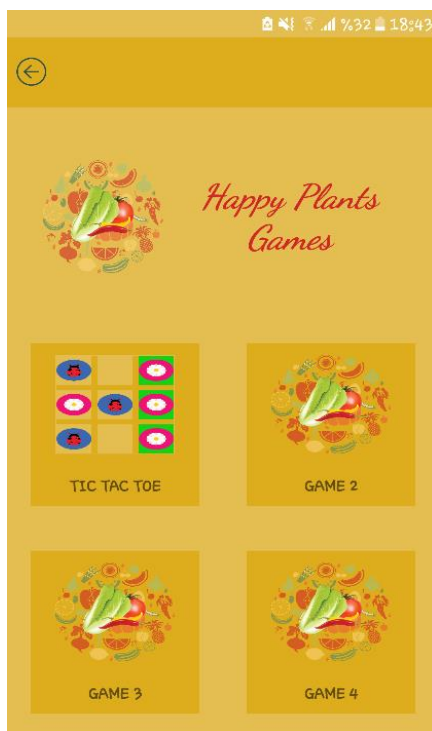 %32 18:43
Happy Plants
Games
TIC TAC TOE
GAME 2
GAME 3
GAME 4